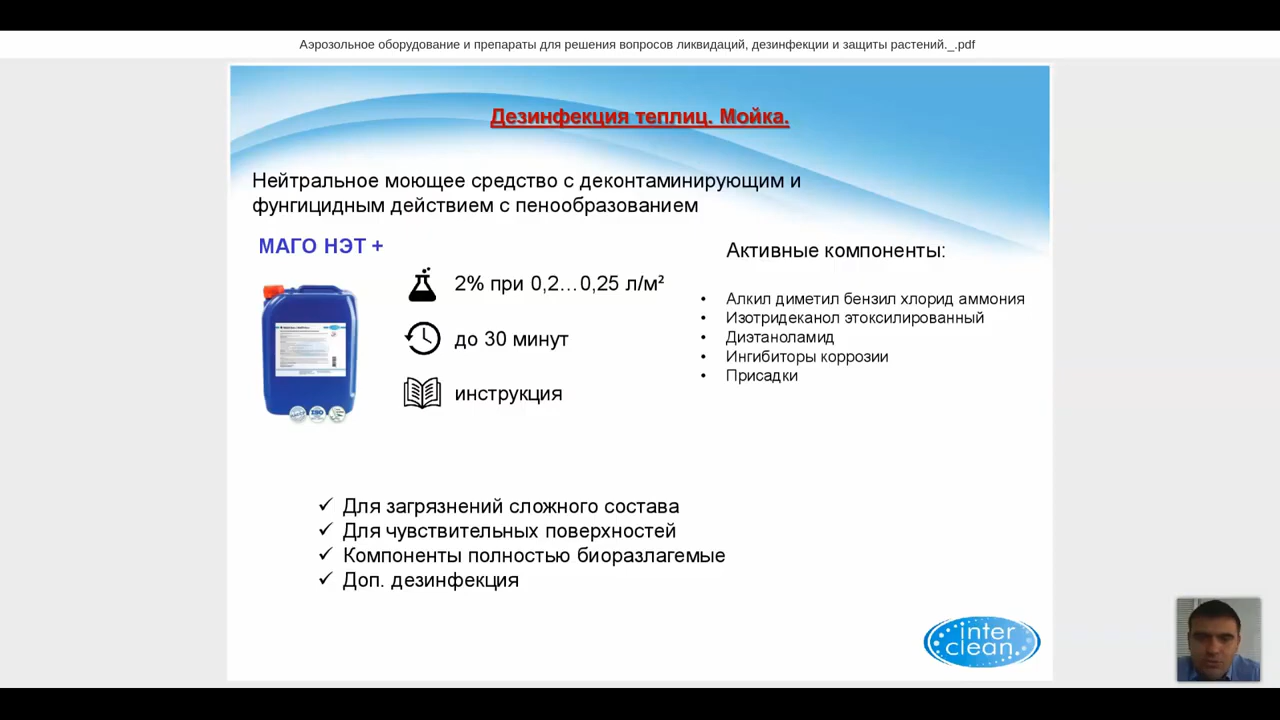 Аэрозольное оборудование и препараты для решения вопросов ликвидаций, дезинфекции и защиты растений._.pdf
Дезинфекция теплиц. Мойка.
Нейтральное моющее средство с деконтаминирующим и
фунгицидным действием с пенообразованием
МАГО НЭТ +
2% при 0,2…0,25 л/м²
до 30 минут
инструкция
Активные компоненты:
• Алкил диметил бензил хлорид аммония
• Изотридеканол этоксилированный
• Диэтаноламид
• Ингибиторы коррозии
• Присадки
✓ Для загрязнений сложного состава
✓ Для чувствительных поверхностей
✓ Компоненты полностью биоразлагемые
✓ Доп. дезинфекция
inter
clean